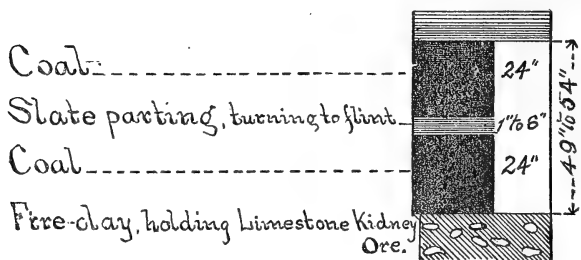 Coal 24"
Slate parting, turning to flint 1" to 6"
Coal 24"
49" to 54"
Fire-clay, holding Limestone Kidney
Ore.